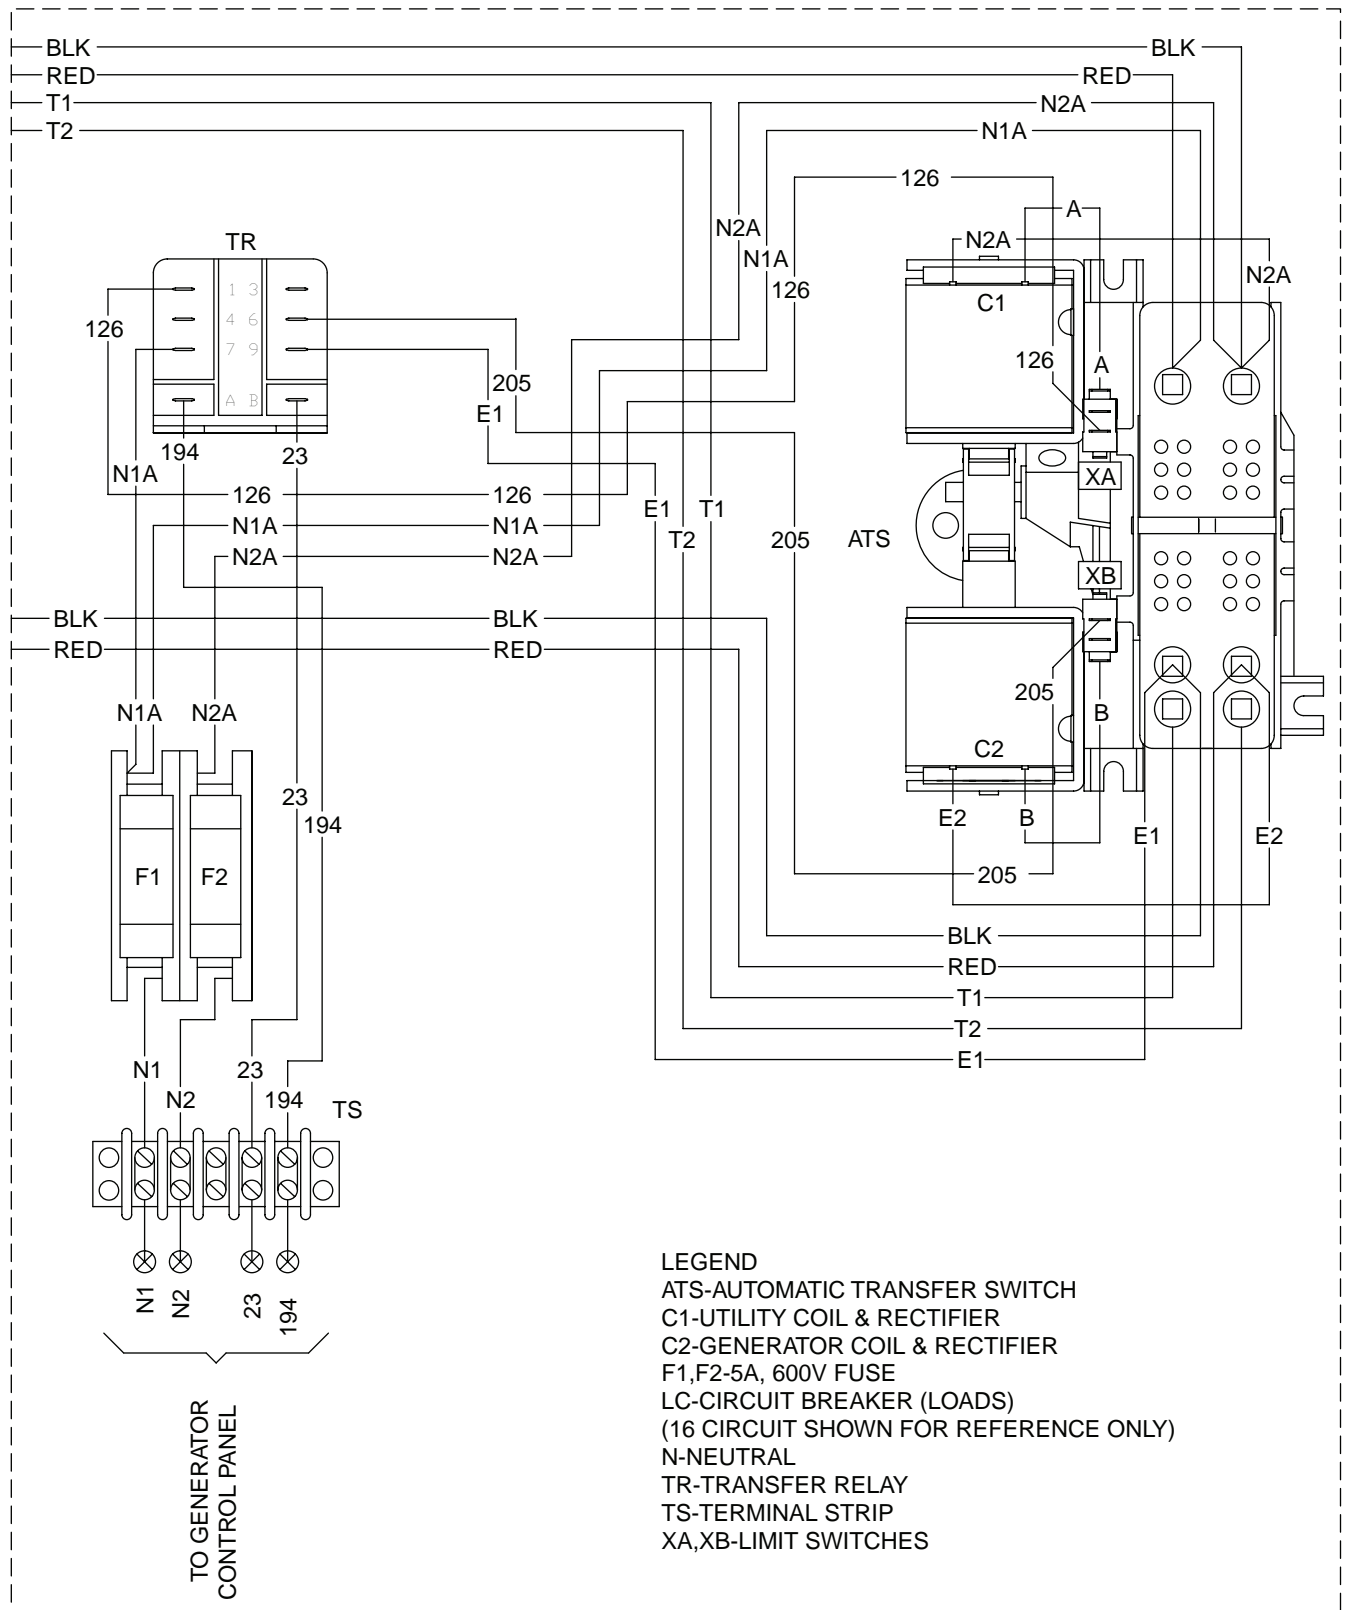 BLK BLK
RED RED
T1 N2A
T2 N1A
126
A
N2A N1A N2A
TR N2A
126
C1
1 3
4 6
7 9
A B
126
126 A
205
E1
194 23
N1A
XA
126 126
N1A N1A E1 T1
N2A N2A T2 205 ATS
XB
BLK BLK
RED RED
205
N1A N2A B
C2
23
194
E2 B E1 E2
F1 F2 205
BLK
RED
T1
T2
E1
N1 23
N2 194 TS
N1 N2 23 194
TO GENERATOR
CONTROL PANEL
LEGEND
ATS-AUTOMATIC TRANSFER SWITCH
C1-UTILITY COIL & RECTIFIER
C2-GENERATOR COIL & RECTIFIER
F1,F2-5A, 600V FUSE
LC-CIRCUIT BREAKER (LOADS)
(16 CIRCUIT SHOWN FOR REFERENCE ONLY)
N-NEUTRAL
TR-TRANSFER RELAY
TS-TERMINAL STRIP
XA,XB-LIMIT SWITCHES